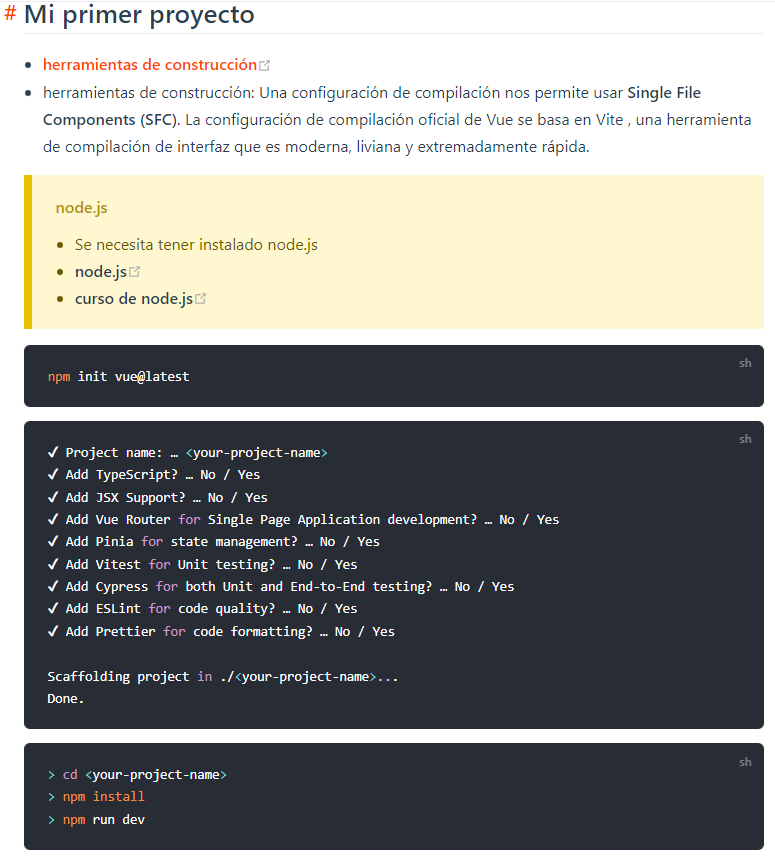 # Mi primer proyecto
herramientas de construcción
herramientas de construcción: Una configuración de compilación nos permite usar Single File
Components (SFC). La configuración de compilación oficial de Vue se basa en Vite , una herramienta
de compilación de interfaz que es moderna, liviana y extremadamente rápida.
node.js
Se necesita tener instalado node.js
node.js
curso de node.js
sh
npm init vue@latest
sh
✔ Project name: … <your-project-name>
✔ Add TypeScript? … No / Yes
✔ Add JSX Support? … No / Yes
✔ Add Vue Router for Single Page Application development? … No / Yes
✔ Add Pinia for state management? … No / Yes
✔ Add Vitest for Unit testing? … No / Yes
✔ Add Cypress for both Unit and End-to-End testing? … No / Yes
✔ Add ESLint for code quality? … No / Yes
✔ Add Prettier for code formatting? … No / Yes
Scaffolding project in ./<your-project-name>...
Done.
sh
> cd <your-project-name>
> npm install
> npm run dev